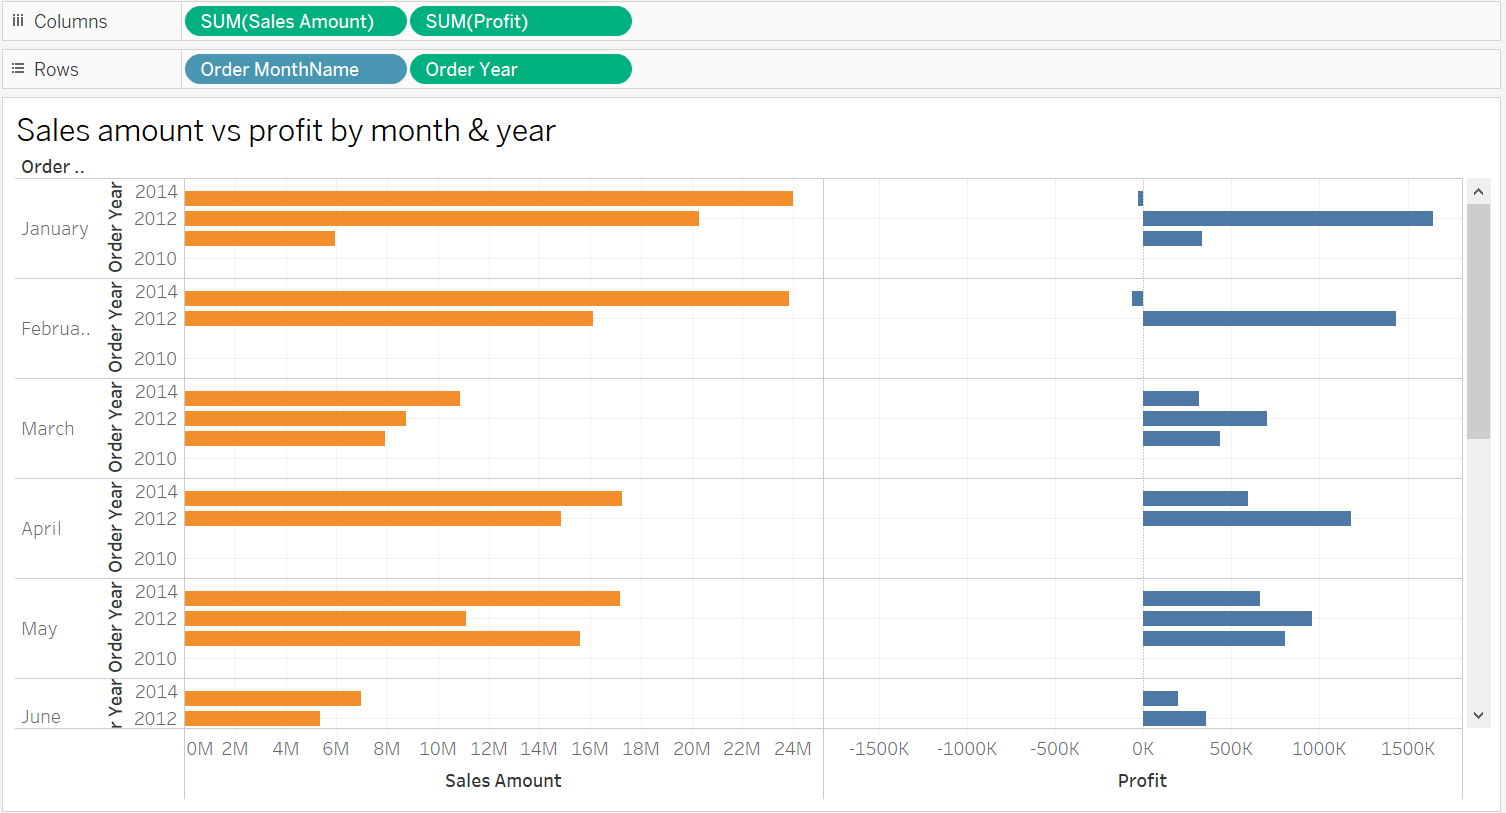 Columns SUM(Sales Amount) SUM(Profit)
Rows Order MonthName Order Year
Sales amount vs profit by month & year
Order ..
January Order Year 2014
2012
2010
Februa.. Order Year 2014
2012
2010
March Order Year 2014
2012
2010
April Order Year 2014
2012
2010
May Order Year 2014
2012
2010
June r Year 2014
2012
0M 2M 4M 6M 8M 10M 12M 14M 16M 18M 20M 22M 24M -1500K -1000K -500K 0K 500K 1000K 1500K
Sales Amount Profit